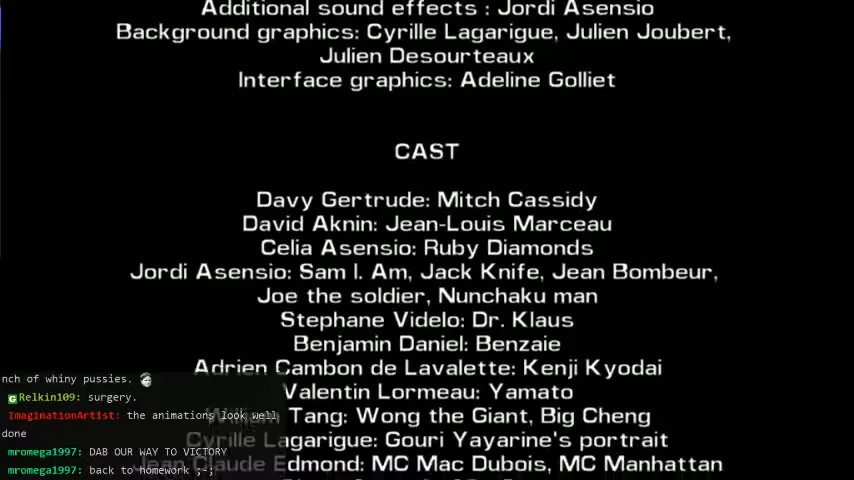 Additional sound effects : Jordi Asensio
Background graphics: Cyrille Lagarigue, Julien Joubert,
Julien Desourteaux
Interface graphics: Adeline Golliet
CAST
Davy Gertrude: Mitch Cassidy
David Aknin: Jean-Louis Marceau
Celia Asensio: Ruby Diamonds
Jordi Asensio: Sam I. Am, Jack Knife, Jean Bombeur,
Joe the soldier, Nunchaku man
Stephane Videlo: Dr. Klaus
Benjamin Daniel: Benzaie
Adrien Cambon de Lavalette: Kenji Kyodai
Valentin Lormeau: Yamato
William Tang: Wong the Giant, Big Cheng
Cyrille Lagarigue: Gouri Yayarine's portrait
Jean Claude Edmond: MC Mac Dubois, MC Manhattan
nch of whiny pussies.
G Relkin109: surgery.
Imag1nationArtist: the animations look well
done
mromega1997: DAB OUR WAY TO VICTORY
mromega1997: back to homework ;-;